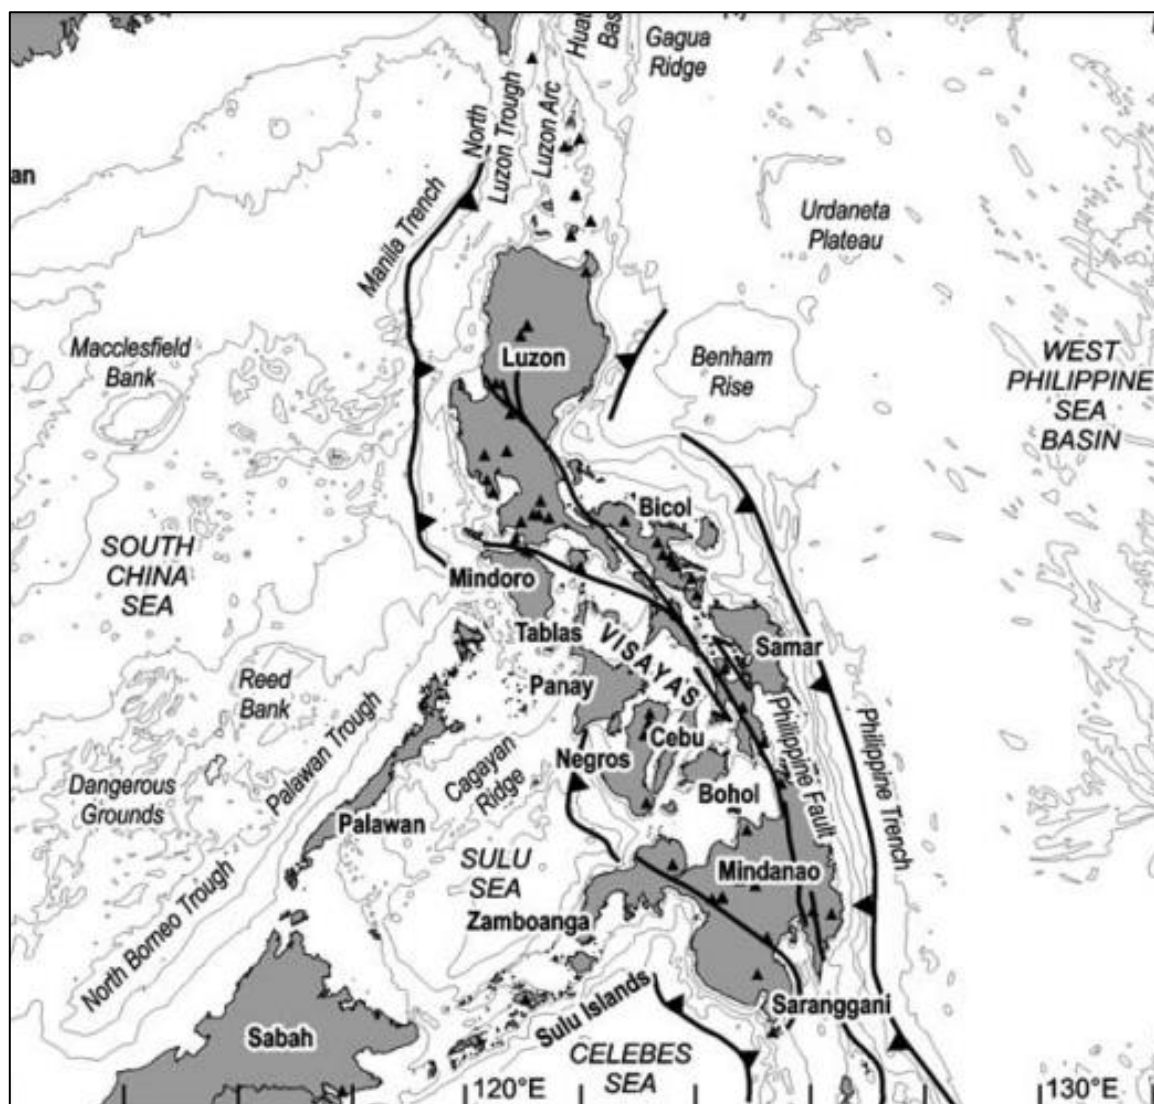 Gagua
Ridge
North
Luzon Trough
Luzon Arc
an
Manila Trench
Urdaneta
Plateau
Macclesfield
Bank
Luzon
Benham
Rise
WEST
PHILIPPINE
SEA
BASIN
Bicol
SOUTH
CHINA
SEA
Mindoro
Tablas
VISAYAS
Samar
Panay
Reed
Bank
Palawan Trough
Philippine Fault
Philippine Trench
Cebu
Negros
Cagayan
Ridge
Dangerous
Grounds
Bohol
Palawan
SULU
SEA
Mindanao
Zamboanga
North Borneo Trough
Sulu Islands
Saranggani
Sabah
CELEBES
SEA
120°E
130°E